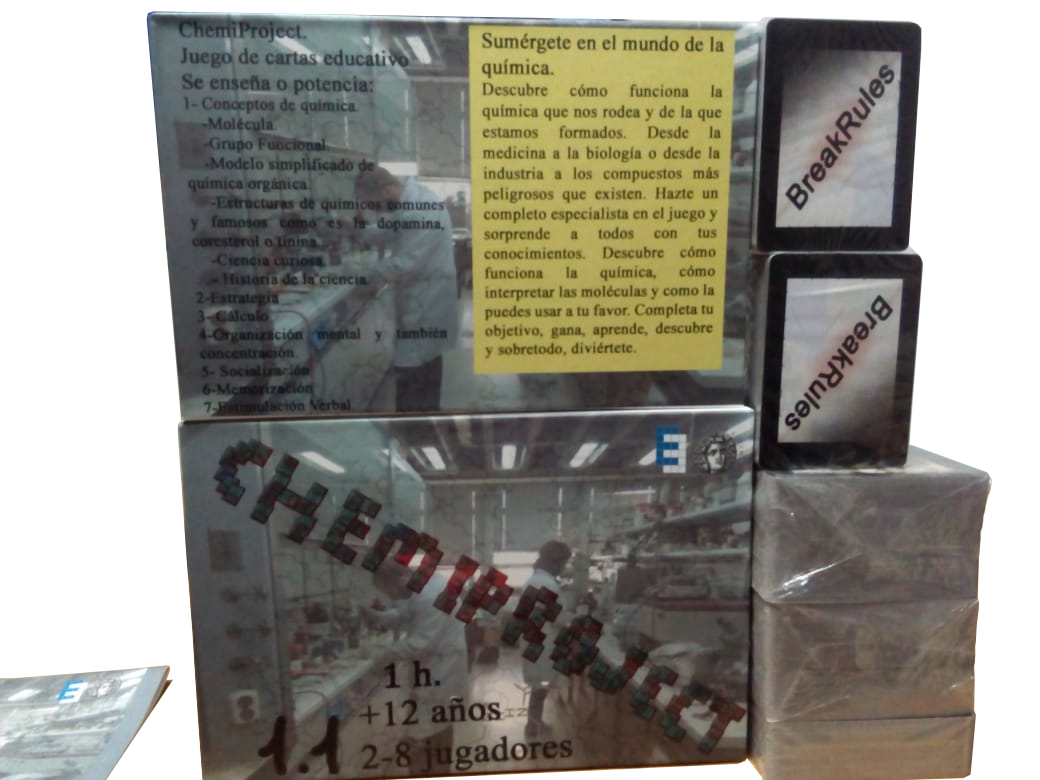 ChemiProject.
Juego de cartas educativo
Se enseña o potencia:
1- Conceptos de química.
-Molécula.
-Grupo Funcional.
-Modelo simplificado de
química orgánica.
-Estructuras de químicos comunes
y famosos como es la dopamina,
coresterol o tinina.
-Ciencia curiosa.
- Historia de la ciencia.
2-Estrategia
3- Cálculo
4-Organización mental y también
concentración.
5- Socialización
6-Memorización
7-Estimulación Verbal
Sumérgete en el mundo de la
química.
Descubre cómo funciona la
química que nos rodea y de la que
estamos formados. Desde la
medicina a la biología o desde la
industria a los compuestos más
peligrosos que existen. Hazte un
completo especialista en el juego y
sorprende a todos con tus
conocimientos. Descubre cómo
funciona la química, cómo
interpretar las moléculas y como la
puedes usar a tu favor. Completa tu
objetivo, gana, aprende, descubre
y sobretodo, diviértete.
BreakRules
BreakRules
CHEMIPROJECT
1 h.
+12 años
2-8 jugadores
1.1